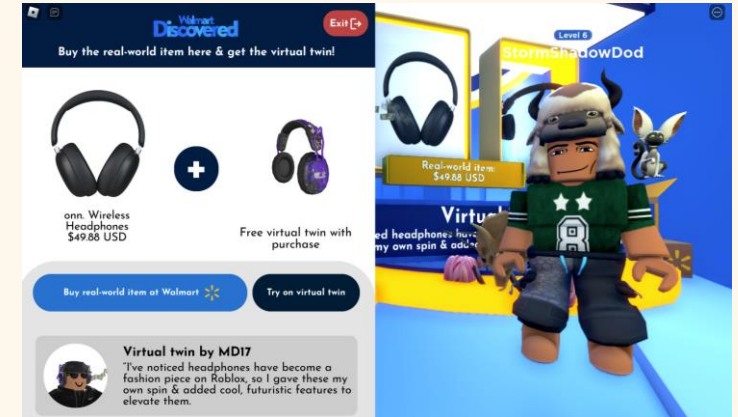 Walmart
Discovered
Exit
Buy the real-world item here & get the virtual twin!
onn. Wireless
Headphones
$49.88 USD
Free virtual twin with
purchase
Buy real-world item at Walmart
Try on virtual twin
Virtual twin by MD17
"I've noticed headphones have become a
fashion piece on Roblox, so I gave these my
own spin & added cool, futuristic features to
elevate them.
Level 6
StormShadowDod
Real-world item:
$49.88 USD
Virtu
ed headphones hav
my own spin & adde
8